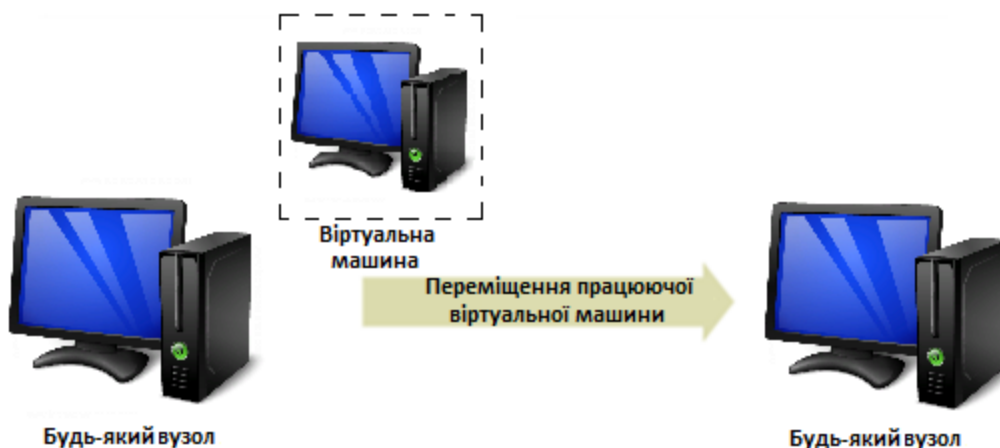 Віртуальна
машина
Переміщення працюючої
віртуальної машини
Будь-який вузол
Будь-який вузол